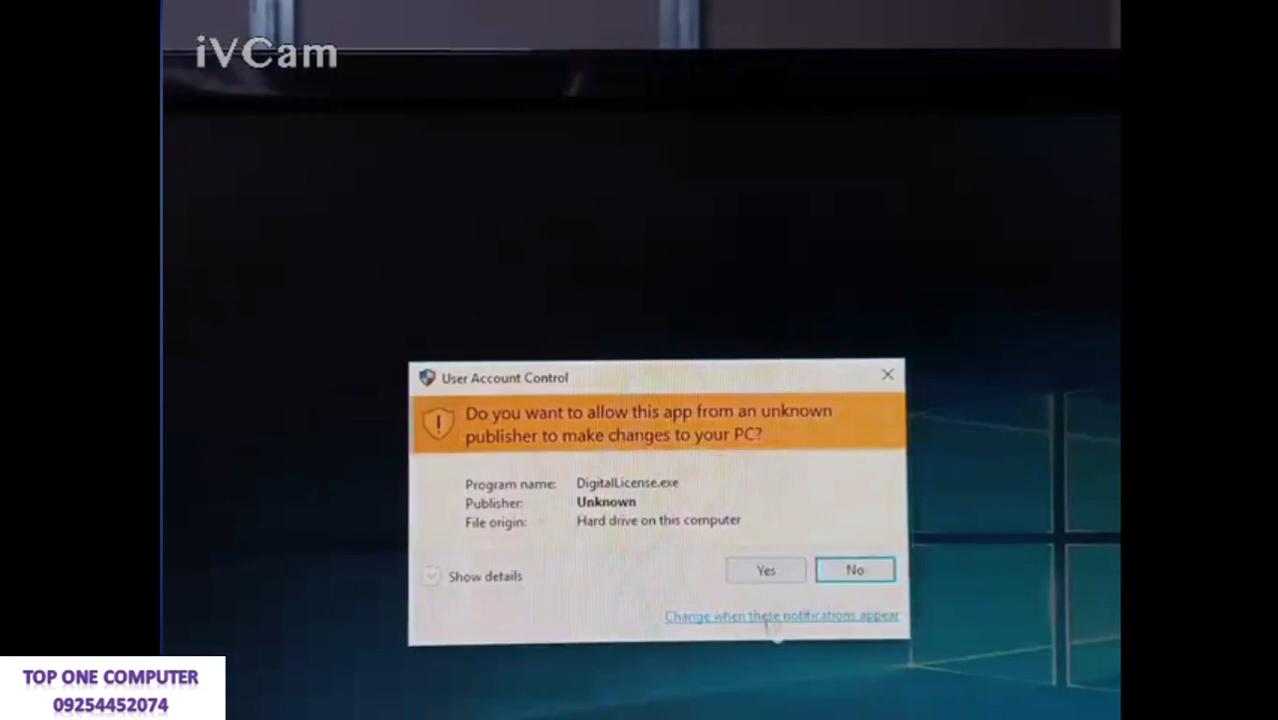 iVCam
User Account Control
Do you want to allow this app from an unknown
publisher to make changes to your PC?
Program name: DigitalLicense.exe
Publisher: Unknown
File origin: Hard drive on this computer
Show details
Yes No
Change when these notifications appear
TOP ONE COMPUTER
09254452074